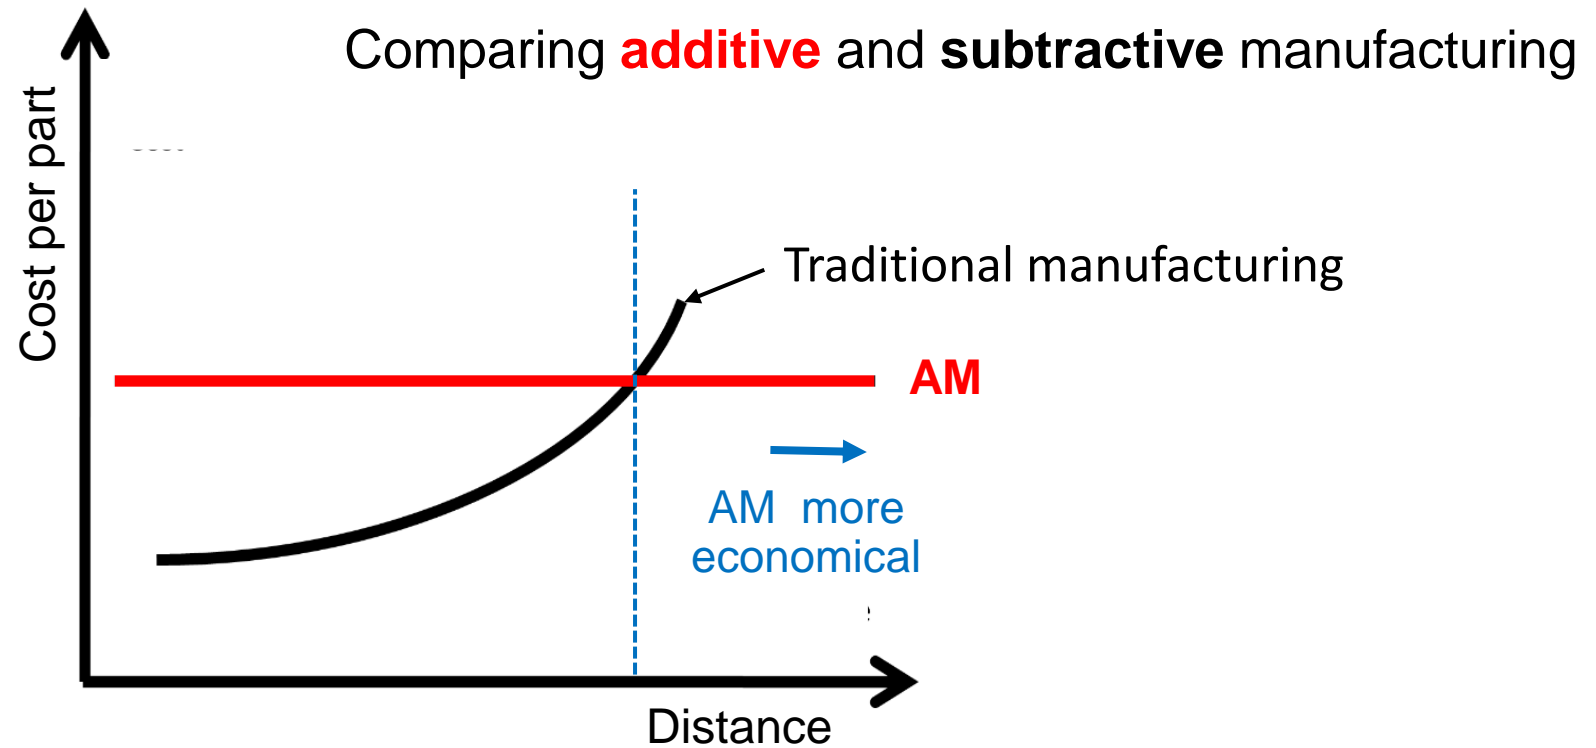 Comparing additive and subtractive manufacturing
Cost per part
Traditional manufacturing
AM
AM more
economical
Distance